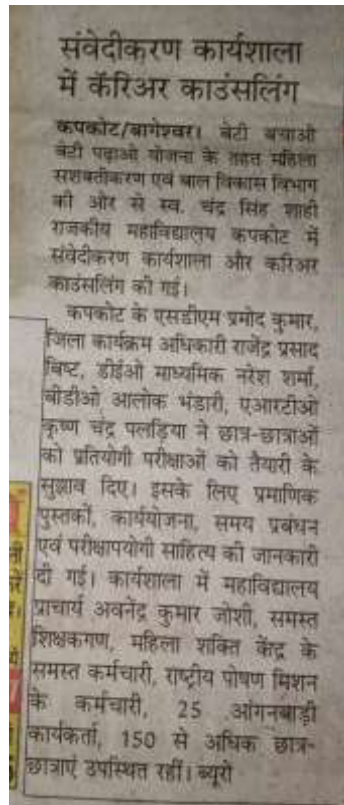 संवेदीकरण कार्यशाला
में कॅरिअर काउंसलिंग
कपकोट/बागेश्वर। बेटी बचाओ
बेटी पढ़ाओ योजना के तहत महिला
सशक्तीकरण एवं बाल विकास विभाग
की ओर से स्व. चंद्र सिंह शाही
राजकीय महाविद्यालय कपकोट में
संवेदीकरण कार्यशाला और करिअर
काउंसलिंग की गई।
कपकोट के एसडीएम प्रमोद कुमार,
जिला कार्यक्रम अधिकारी राजेंद्र प्रसाद
बिष्ट, डीईओ माध्यमिक नरेश शर्मा,
बीडीओ आलोक भंडारी, एआरटीओ
कृष्ण चंद्र पलड़िया ने छात्र-छात्राओं
को प्रतियोगी परीक्षाओं को तैयारी के
सुझाव दिए। इसके लिए प्रमाणिक
पुस्तकों, कार्ययोजना, समय प्रबंधन
एवं परीक्षापयोगी साहित्य की जानकारी
दी गई। कार्यशाला में महाविद्यालय
प्राचार्य अवनेंद्र कुमार जोशी, समस्त
शिक्षकगण, महिला शक्ति केंद्र के
समस्त कर्मचारी, राष्ट्रीय पोषण मिशन
के कर्मचारी, 25 आंगनबाड़ी
कार्यकर्ता, 150 से अधिक छात्र-
छात्राएं उपस्थित रहीं। ब्यूरो